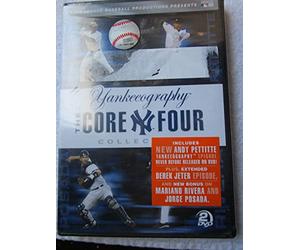 BASEBALL PRODUCTIONS PRESENTS
Yankeeography
THE CORE NY FOUR
COLLEC
INCLUDES
NEW ANDY PETTITTE
YANKEEOGRAPHY EPISODE
NEVER BEFORE RELEASED ON DVD!
PLUS, EXTENDED
DEREK JETER EPISODE,
AND NEW BONUS ON
MARIANO RIVERA AND
JORGE POSADA.
2
DVD